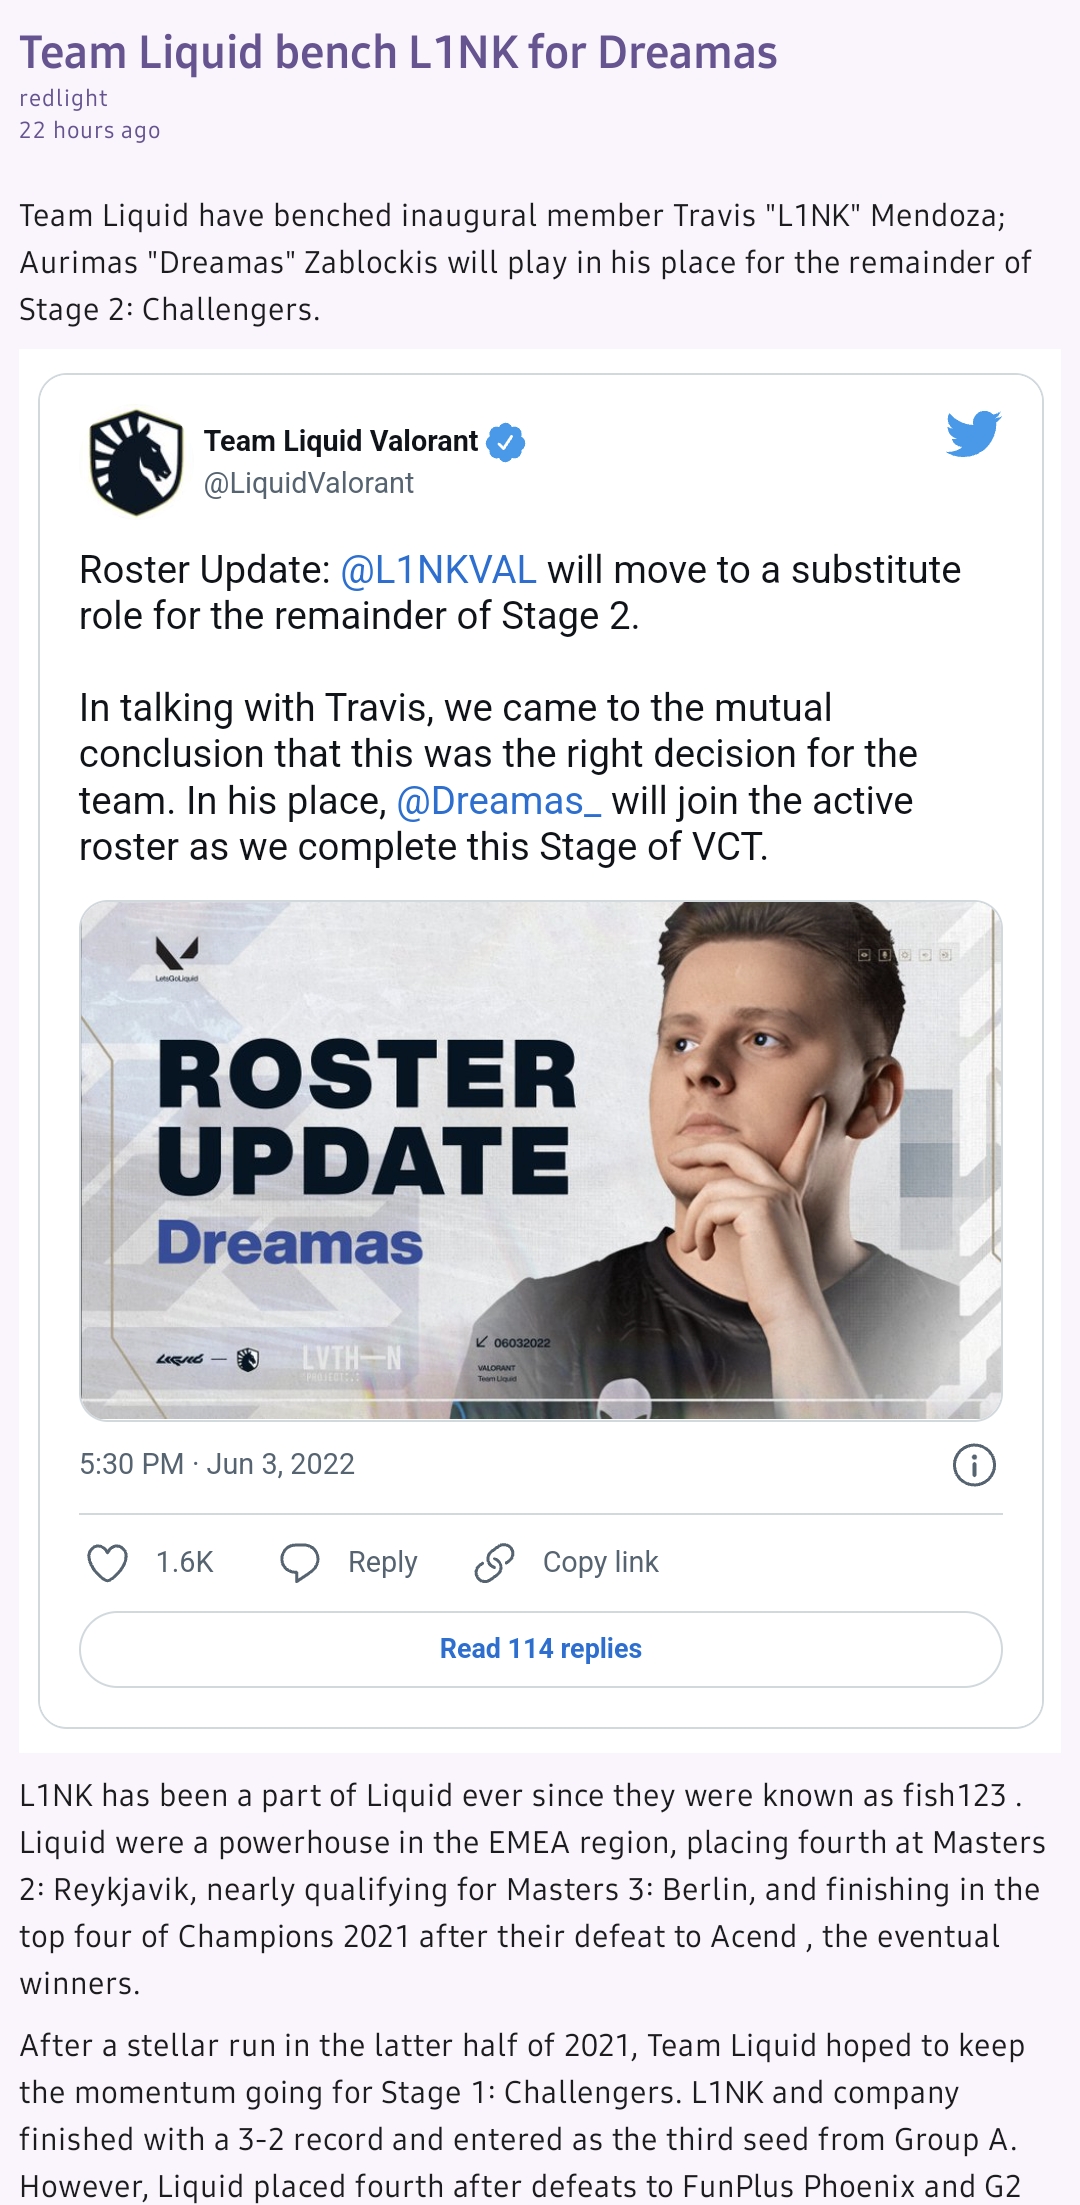 Team Liquid bench L1NK for Dreamas
redlight
22 hours ago
Team Liquid have benched inaugural member Travis "L1NK" Mendoza;
Aurimas "Dreamas" Zablockis will play in his place for the remainder of
Stage 2: Challengers.
Team Liquid Valorant
@LiquidValorant
Roster Update: @L1NKVAL will move to a substitute
role for the remainder of Stage 2.
In talking with Travis, we came to the mutual
conclusion that this was the right decision for the
team. In his place, @Dreamas_ will join the active
roster as we complete this Stage of VCT.
LetsGoLiquid
ROSTER
UPDATE
Dreamas
LIQUID
LVTH—N
06032022
VALORANT
Team Liquid
5:30 PM · Jun 3, 2022
1.6K Reply Copy link
Read 114 replies
L1NK has been a part of Liquid ever since they were known as fish123 .
Liquid were a powerhouse in the EMEA region, placing fourth at Masters
2: Reykjavik, nearly qualifying for Masters 3: Berlin, and finishing in the
top four of Champions 2021 after their defeat to Acend , the eventual
winners.
After a stellar run in the latter half of 2021, Team Liquid hoped to keep
the momentum going for Stage 1: Challengers. L1NK and company
finished with a 3-2 record and entered as the third seed from Group A.
However, Liquid placed fourth after defeats to FunPlus Phoenix and G2